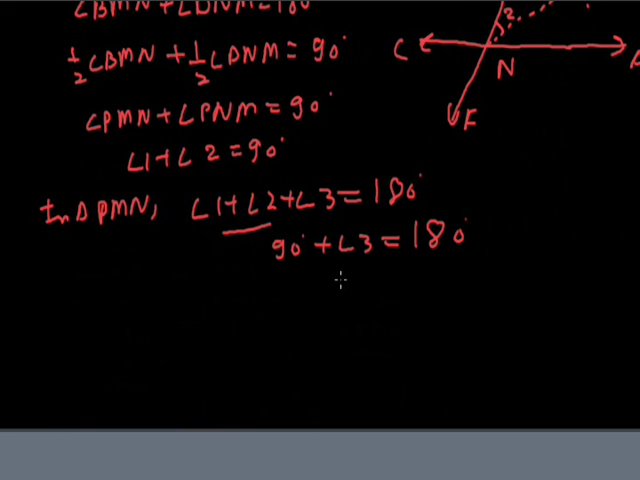 ∠BMN + ∠DNM = 180
1/2 ∠BMN + 1/2 ∠DNM = 90°
∠PMN + ∠PNM = 90°
∠1 + ∠2 = 90°
In Δ PMN, ∠1 + ∠2 + ∠3 = 180°
90° + ∠3 = 180°
2
C
N
F